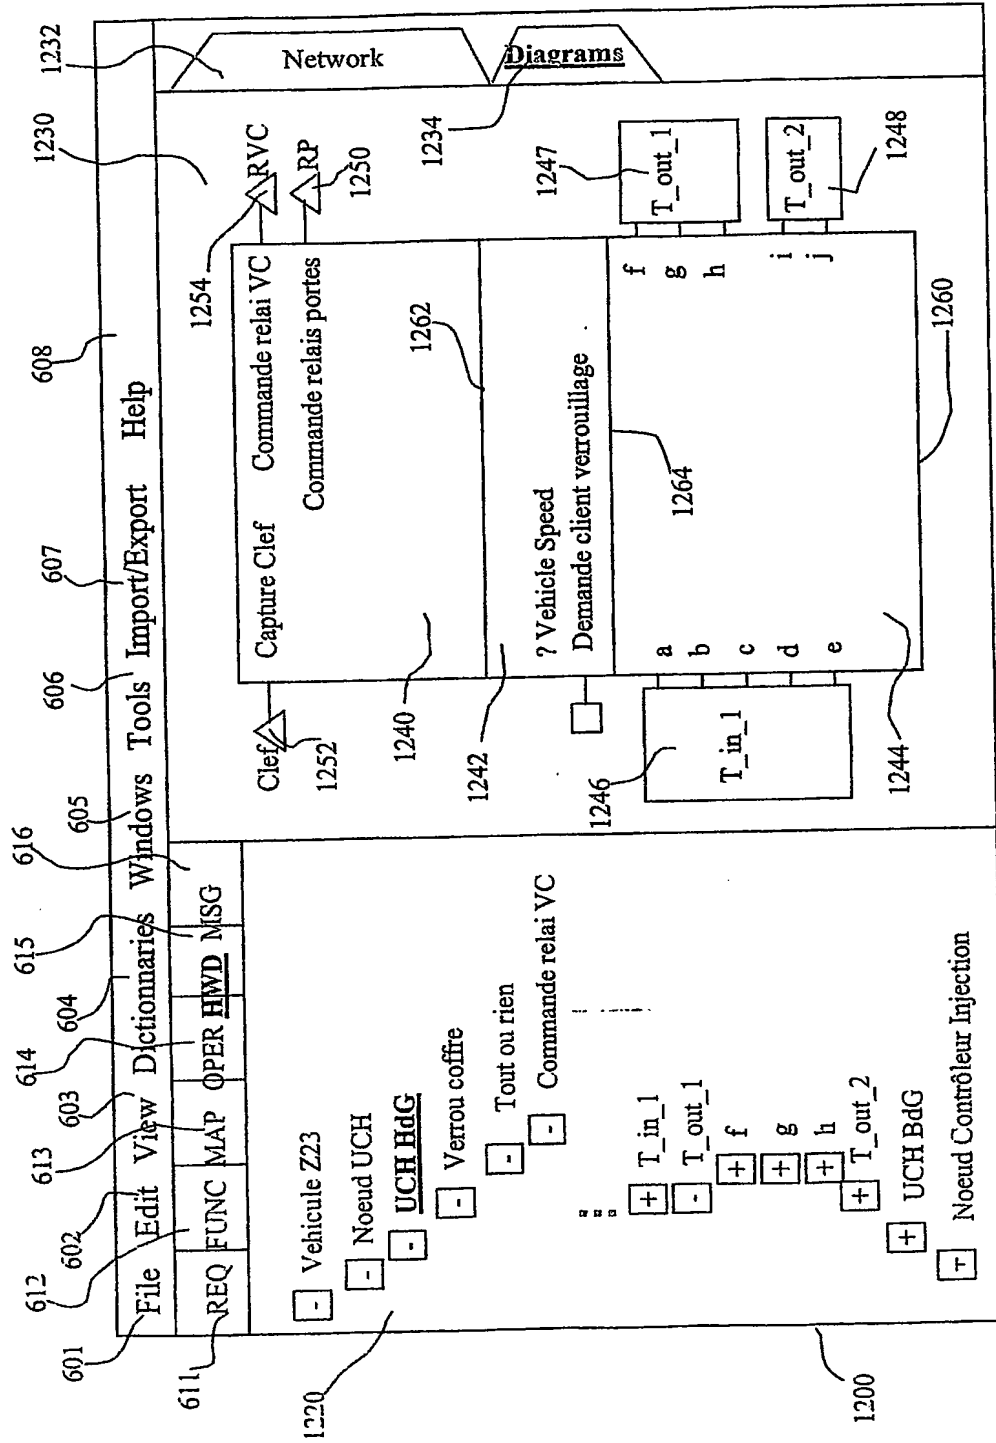 601 602 603 604 605 606 607 608
File Edit View Dictionnaries Windows Tools Import/Export Help
611 612 613 614 615 616
REQ FUNC MAP OPER HWD MSG
1220
- Vehicule Z23
- Noeud UCH
- UCH HdG
- Verrou coffre
- Tout ou rien
- Commande relai VC
+ T_in_1
- T_out_1
+ f
+ g
+ h
+ T_out_2
+ UCH BdG
+ Noeud Contrôleur Injection
1200
1230 1232
Network
Diagrams
1234
Clef
1252
Capture Clef
Commande relai VC
RVC
1254
Commande relais portes
RP
1250
1240
1262
1242
? Vehicle Speed
Demande client verrouillage
1264
1246
T_in_1
a
b
c
d
e
f
g
h
i
j
T_out_1
1247
T_out_2
1248
1244
1260